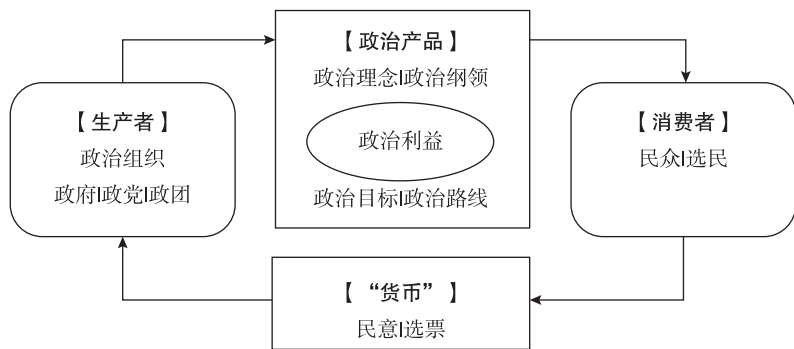 【 政治产品 】
政治理念|政治纲领
政治利益
政治目标|政治路线
【 生产者 】
政治组织
政府|政党|政团
【 消费者 】
民众|选民
【 “货币” 】
民意|选票